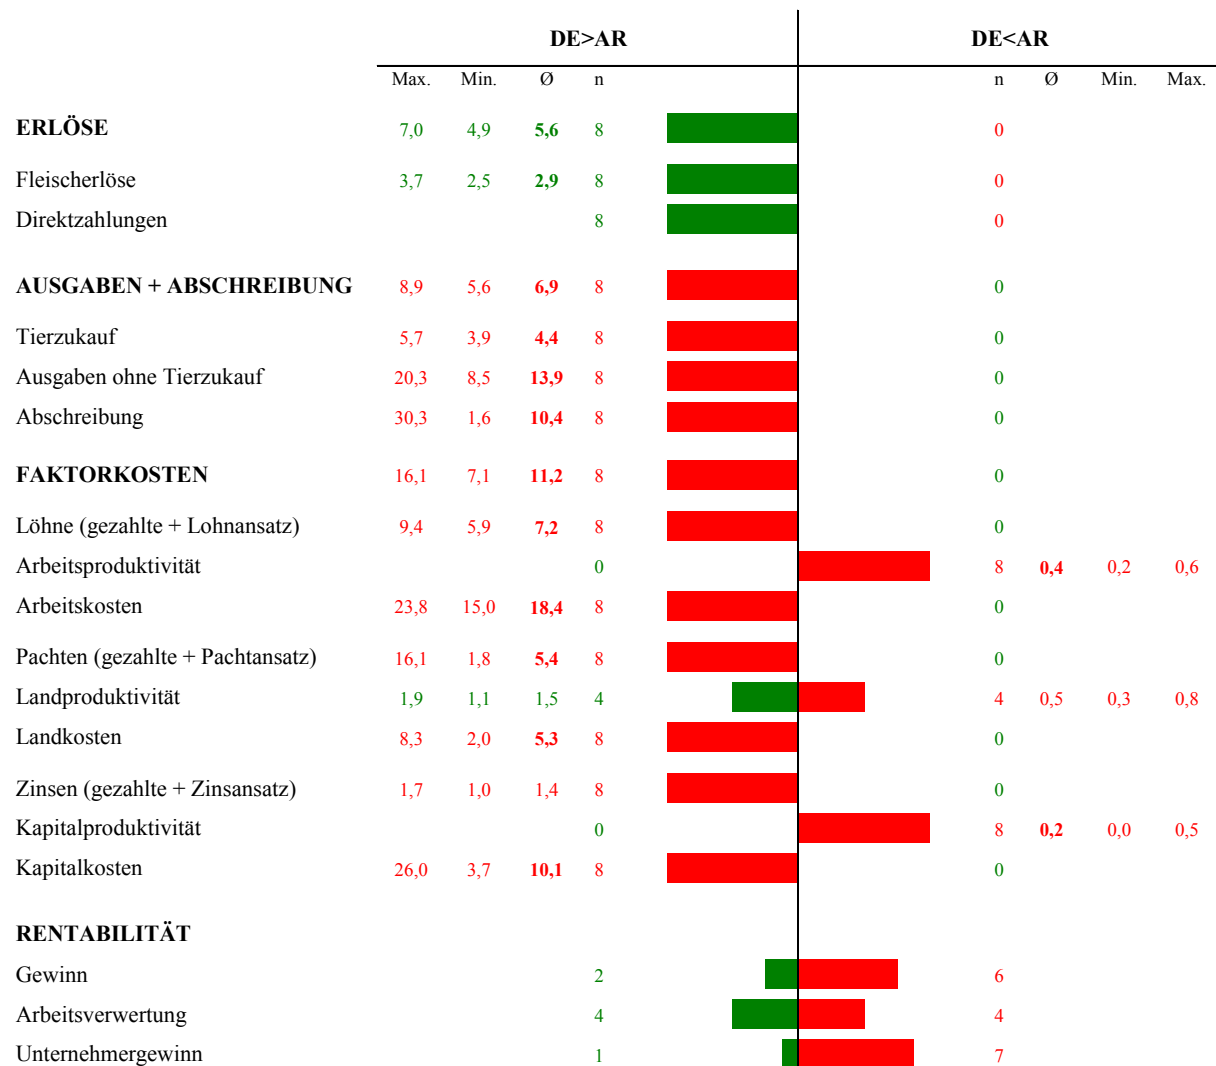 DE>AR DE<AR
Max. Min. Ø n n Ø Min. Max.
ERLÖSE 7,0 4,9 5,6 8 0
Fleischerlöse 3,7 2,5 2,9 8 0
Direktzahlungen 8 0
AUSGABEN + ABSCHREIBUNG 8,9 5,6 6,9 8 0
Tierzukauf 5,7 3,9 4,4 8 0
Ausgaben ohne Tierzukauf 20,3 8,5 13,9 8 0
Abschreibung 30,3 1,6 10,4 8 0
FAKTORKOSTEN 16,1 7,1 11,2 8 0
Löhne (gezahlte + Lohnansatz) 9,4 5,9 7,2 8 0
Arbeitsproduktivität 0 8 0,4 0,2 0,6
Arbeitskosten 23,8 15,0 18,4 8 0
Pachten (gezahlte + Pachtansatz) 16,1 1,8 5,4 8 0
Landproduktivität 1,9 1,1 1,5 4 4 0,5 0,3 0,8
Landkosten 8,3 2,0 5,3 8 0
Zinsen (gezahlte + Zinsansatz) 1,7 1,0 1,4 8 0
Kapitalproduktivität 0 8 0,2 0,0 0,5
Kapitalkosten 26,0 3,7 10,1 8 0
RENTABILITÄT
Gewinn 2 6
Arbeitsverwertung 4 4
Unternehmergewinn 1 7